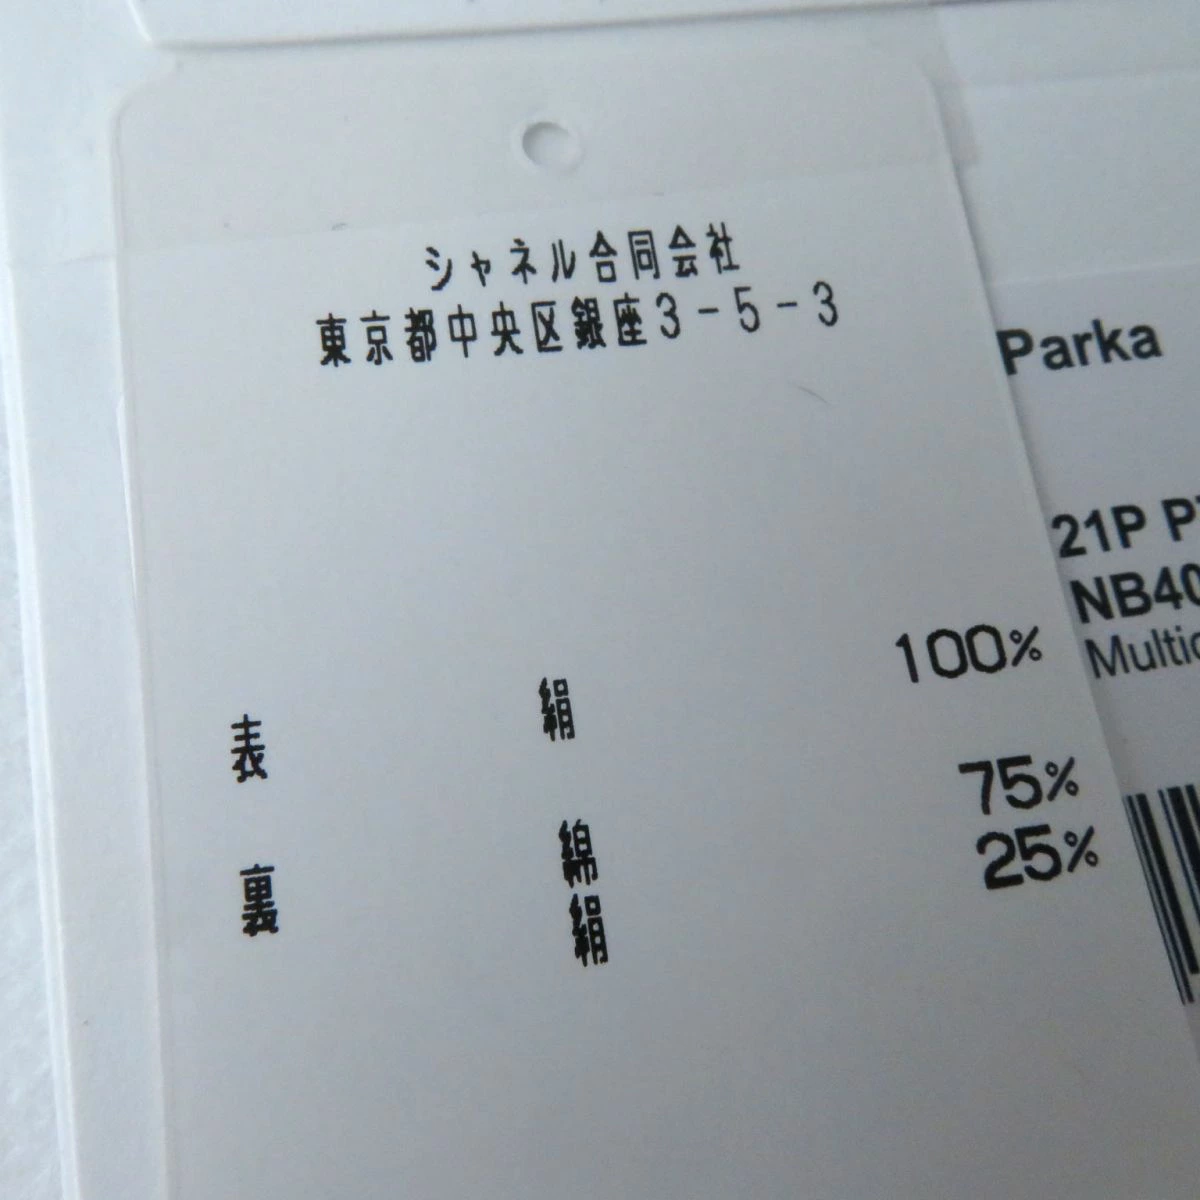 シャネル合同会社
東京都中央区銀座3-5-3
表 絹 100%
裏 綿 75%
絹 25%
Parka
21P
NB40